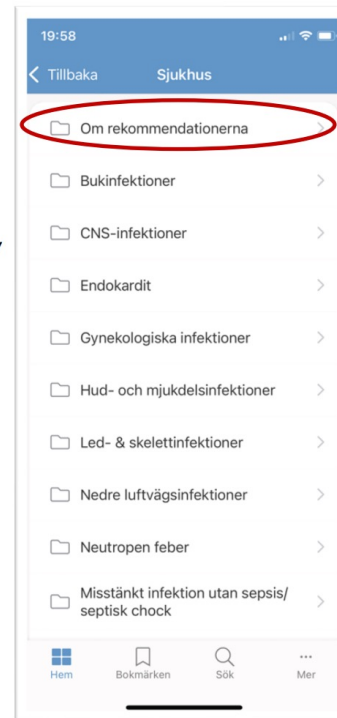 19:58
Tillbaka Sjukhus
Om rekommendationerna
Bukinfektioner
CNS-infektioner
Endokardit
Gynekologiska infektioner
Hud- och mjukdelsinfektioner
Led- & skelettinfektioner
Nedre luftvägsinfektioner
Neutropen feber
Misstänkt infektion utan sepsis/
septisk chock
Hem Bokmärken Sök Mer